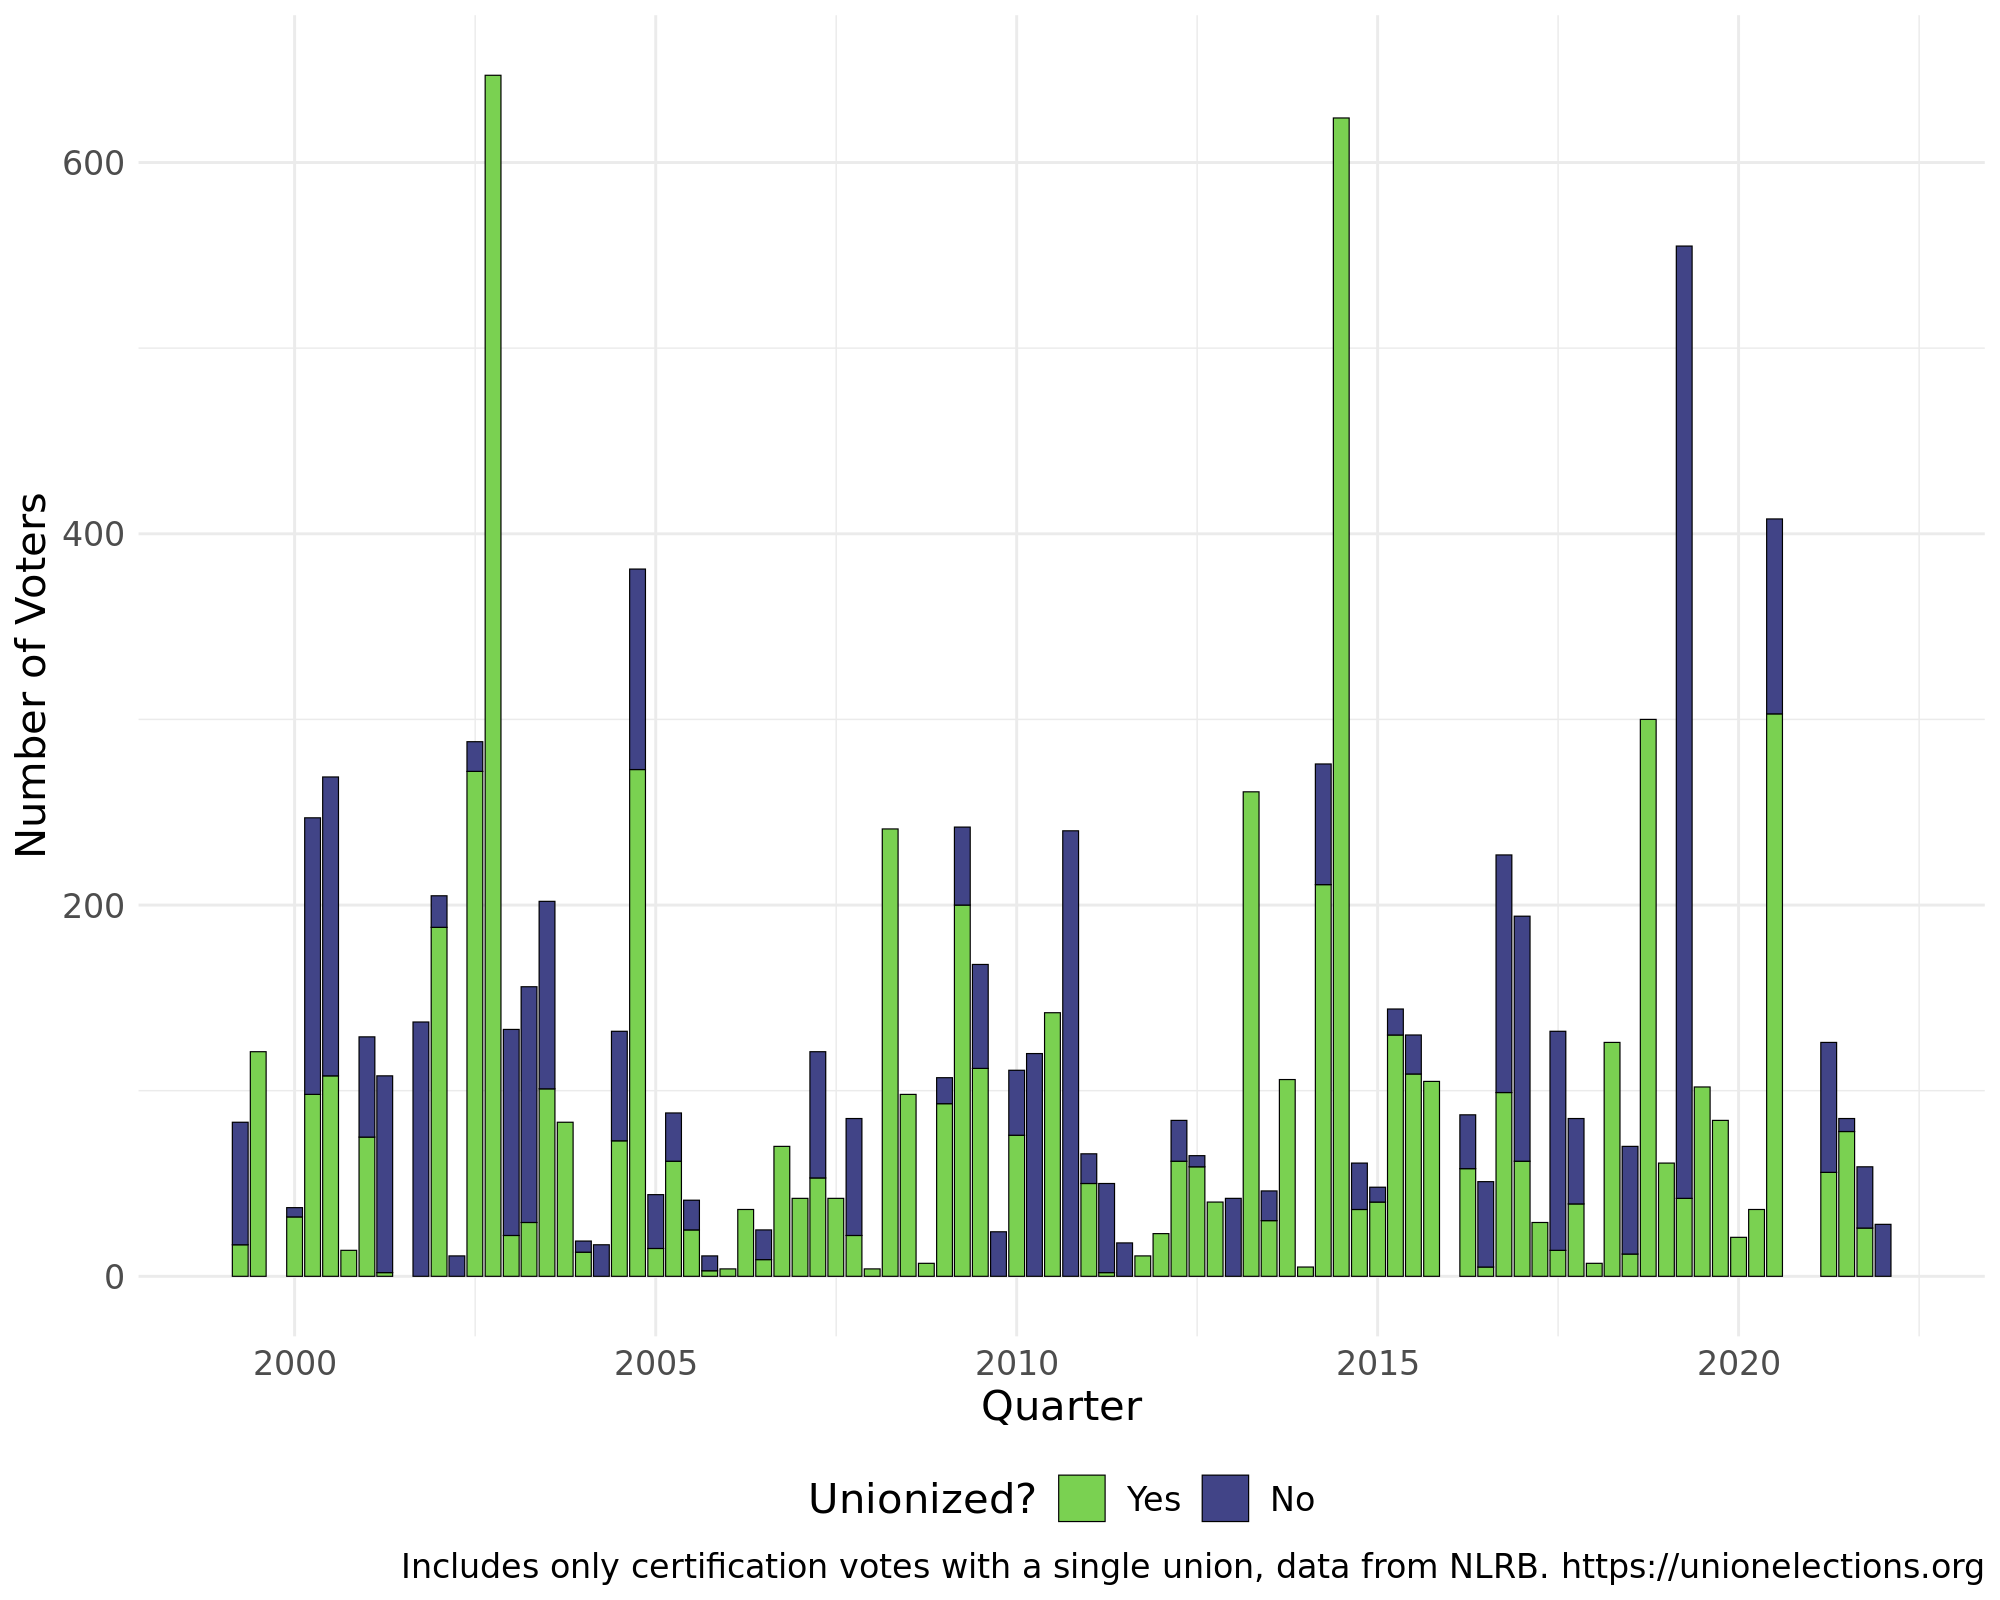 600
400
200
0
Number of Voters
2000 2005 2010 2015 2020
Quarter
Unionized? Yes No
Includes only certification votes with a single union, data from NLRB. https://unionelections.org